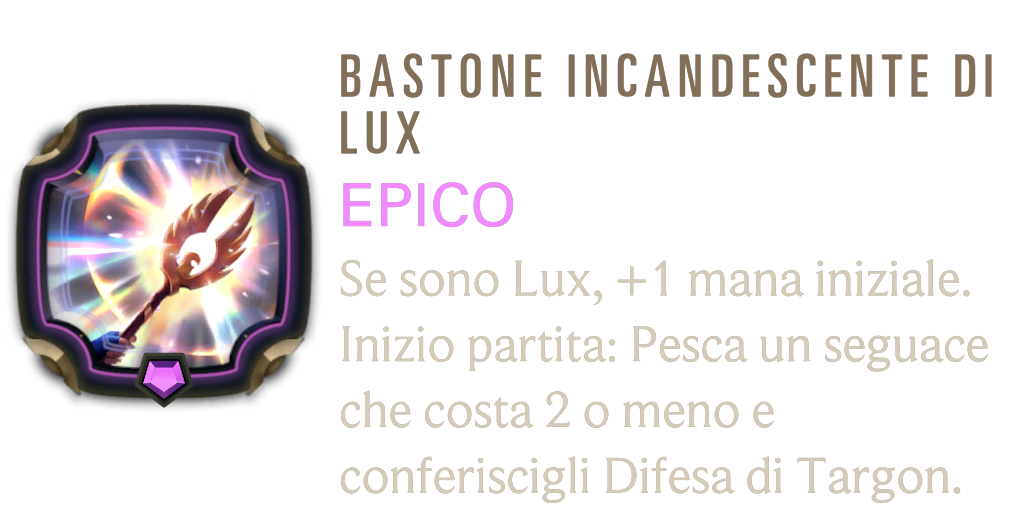 BASTONE INCANDESCENTE DI
LUX
EPICO
Se sono Lux, +1 mana iniziale.
Inizio partita: Pesca un seguace
che costa 2 o meno e
conferiscigli Difesa di Targon.